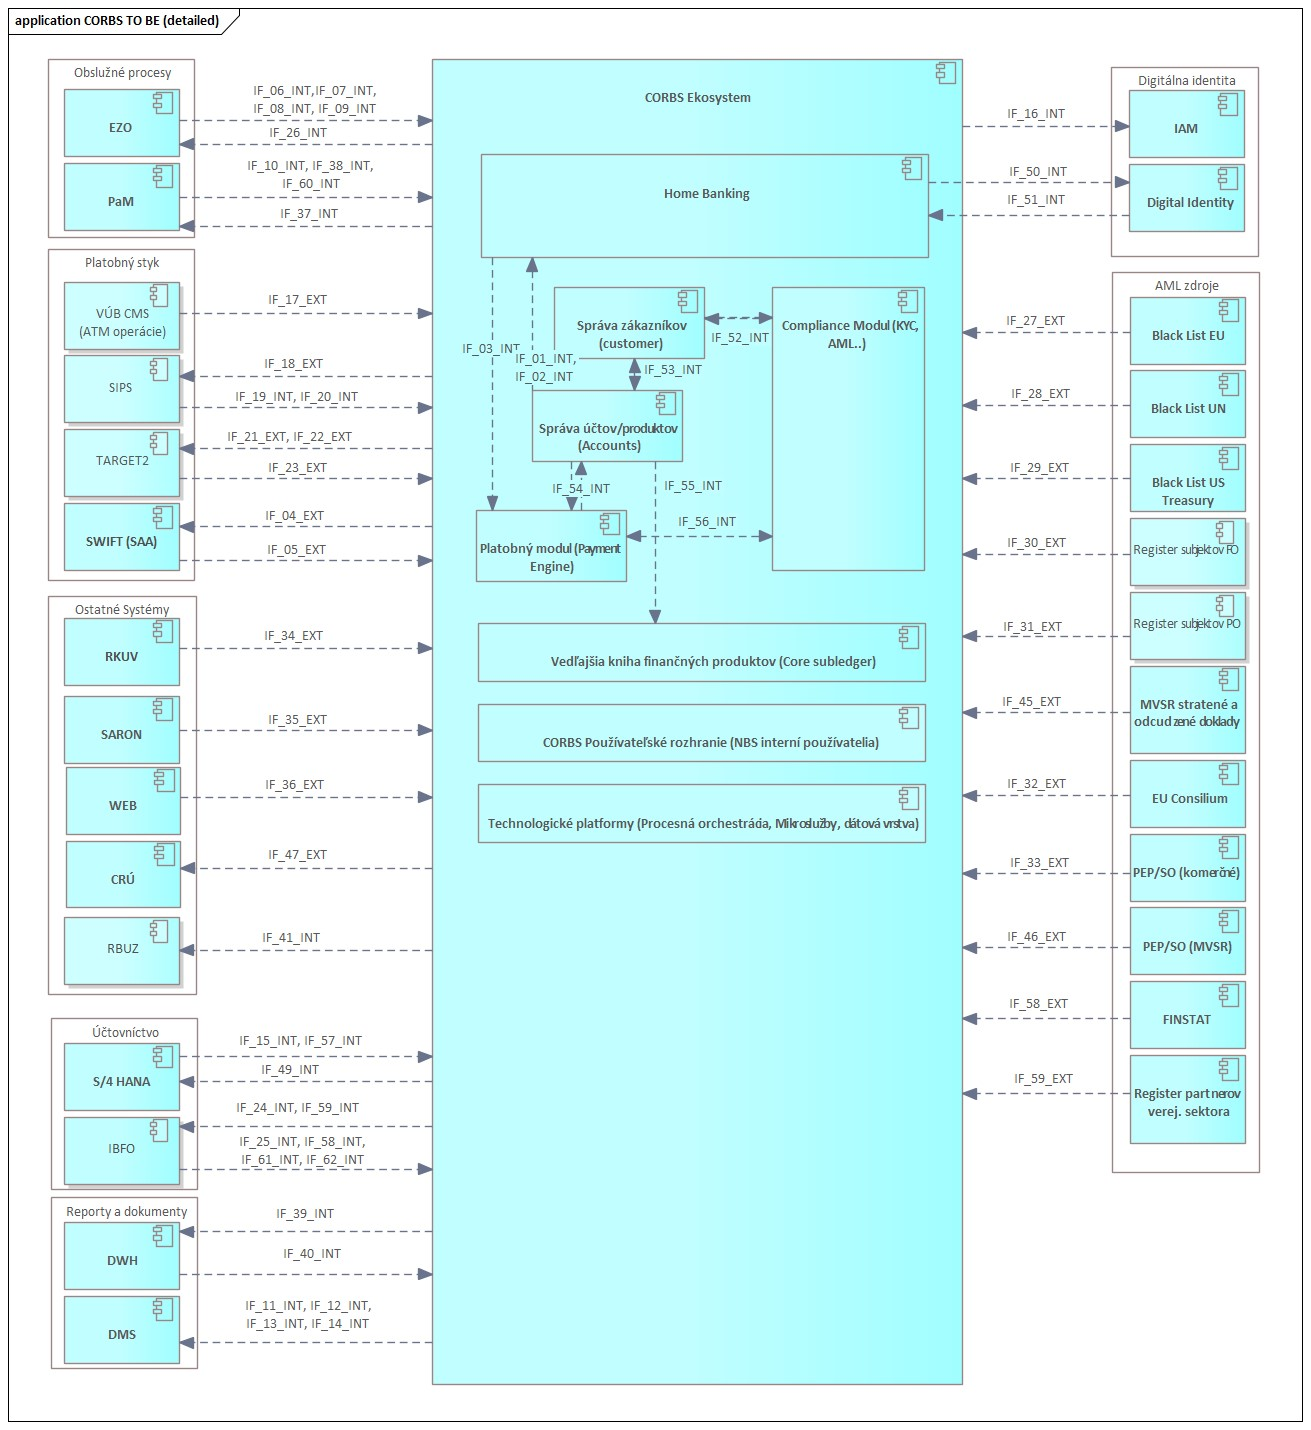 application CORBS TO BE (detailed)
Obslužné procesy
EZO
PaM
IF_06_INT,IF_07_INT,
IF_08_INT, IF_09_INT
IF_26_INT
IF_10_INT, IF_38_INT,
IF_60_INT
IF_37_INT
Platobný styk
VÚB CMS
(ATM operácie)
SIPS
TARGET2
SWIFT (SAA)
IF_17_EXT
IF_18_EXT
IF_19_INT, IF_20_INT
IF_21_EXT, IF_22_EXT
IF_23_EXT
IF_04_EXT
IF_05_EXT
Ostatné Systémy
RKUV
SARON
WEB
CRÚ
RBUZ
IF_34_EXT
IF_35_EXT
IF_36_EXT
IF_47_EXT
IF_41_INT
Účtovníctvo
S/4 HANA
IBFO
IF_15_INT, IF_57_INT
IF_49_INT
IF_24_INT, IF_59_INT
IF_25_INT, IF_58_INT,
IF_61_INT, IF_62_INT
Reporty a dokumenty
DWH
DMS
IF_39_INT
IF_40_INT
IF_11_INT, IF_12_INT,
IF_13_INT, IF_14_INT
CORBS Ekosystem
Home Banking
Správa zákazníkov
(customer)
Compliance Modul (KYC,
AML..)
IF_52_INT
IF_03_INT
IF_01_INT,
IF_02_INT
IF_53_INT
Správa účtov/produktov
(Accounts)
IF_54_INT
IF_55_INT
IF_56_INT
Platobný modul (Payment
Engine)
Vedľajšia kniha finančných produktov (Core subledger)
CORBS Používateľské rozhranie (NBS interní používatelia)
Technologické platformy (Procesná orchestrácia, Mikroslužby, dátová vrstva)
Digitálna identita
IAM
Digital Identity
IF_16_INT
IF_50_INT
IF_51_INT
AML zdroje
Black List EU
Black List UN
Black List US
Treasury
Register subjektov FO
Register subjektov PO
MVSR stratené a
odcudzené doklady
EU Consilium
PEP/SO (komerčné)
PEP/SO (MVSR)
FINSTAT
Register partnerov
verej. sektora
IF_27_EXT
IF_28_EXT
IF_29_EXT
IF_30_EXT
IF_31_EXT
IF_45_EXT
IF_32_EXT
IF_33_EXT
IF_46_EXT
IF_58_EXT
IF_59_EXT